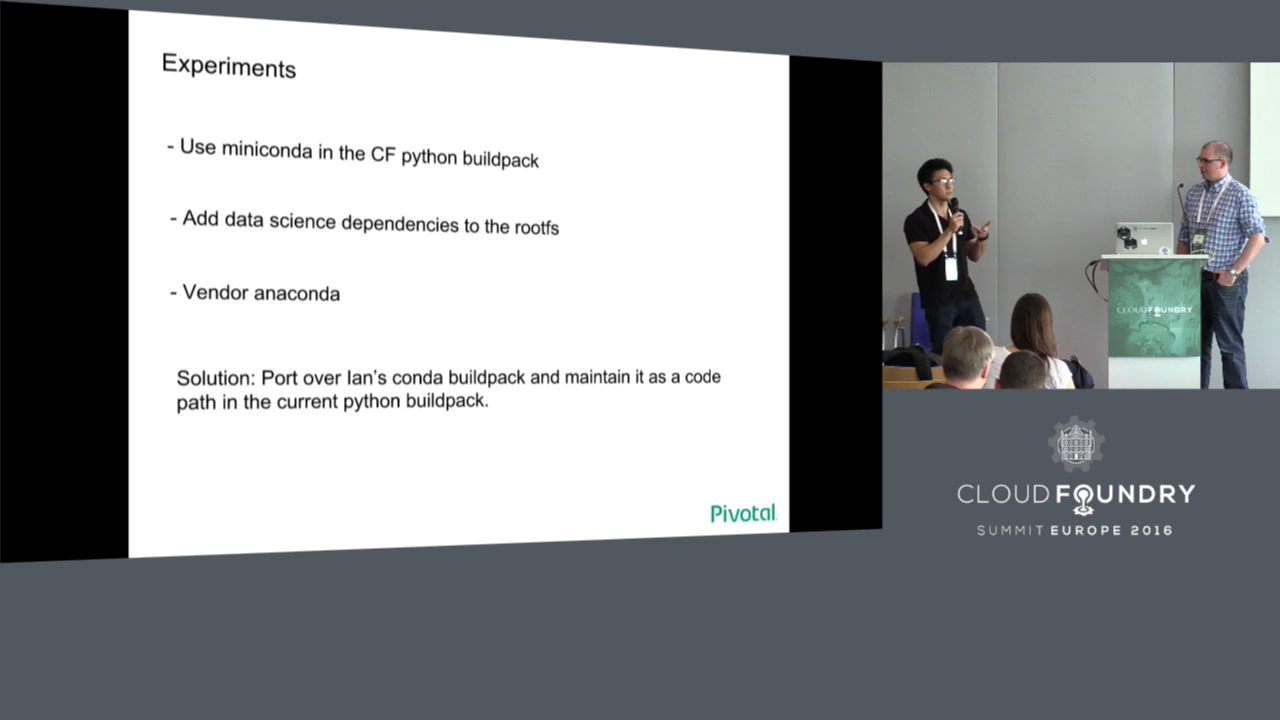 Experiments
- Use miniconda in the CF python buildpack
- Add data science dependencies to the rootfs
- Vendor anaconda
Solution: Port over Ian's conda buildpack and maintain it as a code
path in the current python buildpack.
Pivotal
CLOUD FOUNDRY
CLOUD FOUNDRY
SUMMIT EUROPE 2016